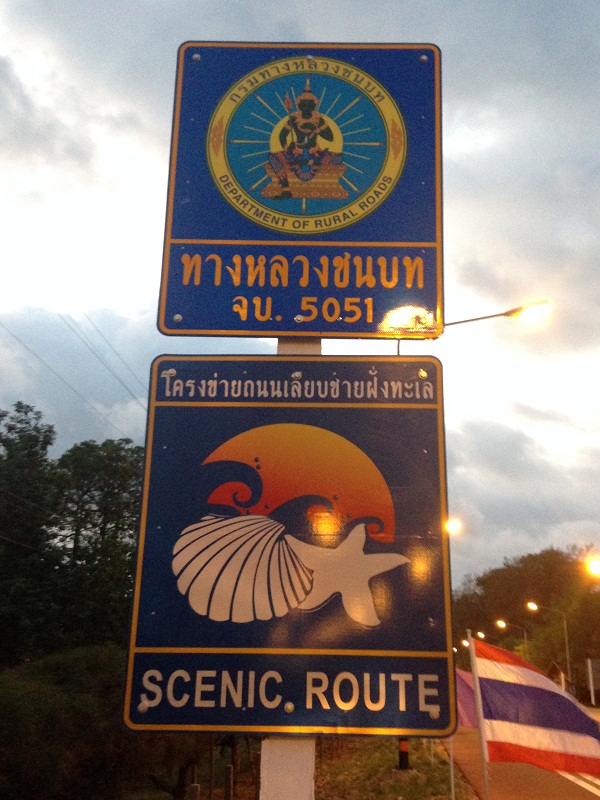 กรมทางหลวงชนบท
DEPARTMENT OF RURAL ROADS
ทางหลวงชนบท
จบ. 5051
โครงข่ายถนนเลียบชายฝั่งทะเล
SCENIC ROUTE